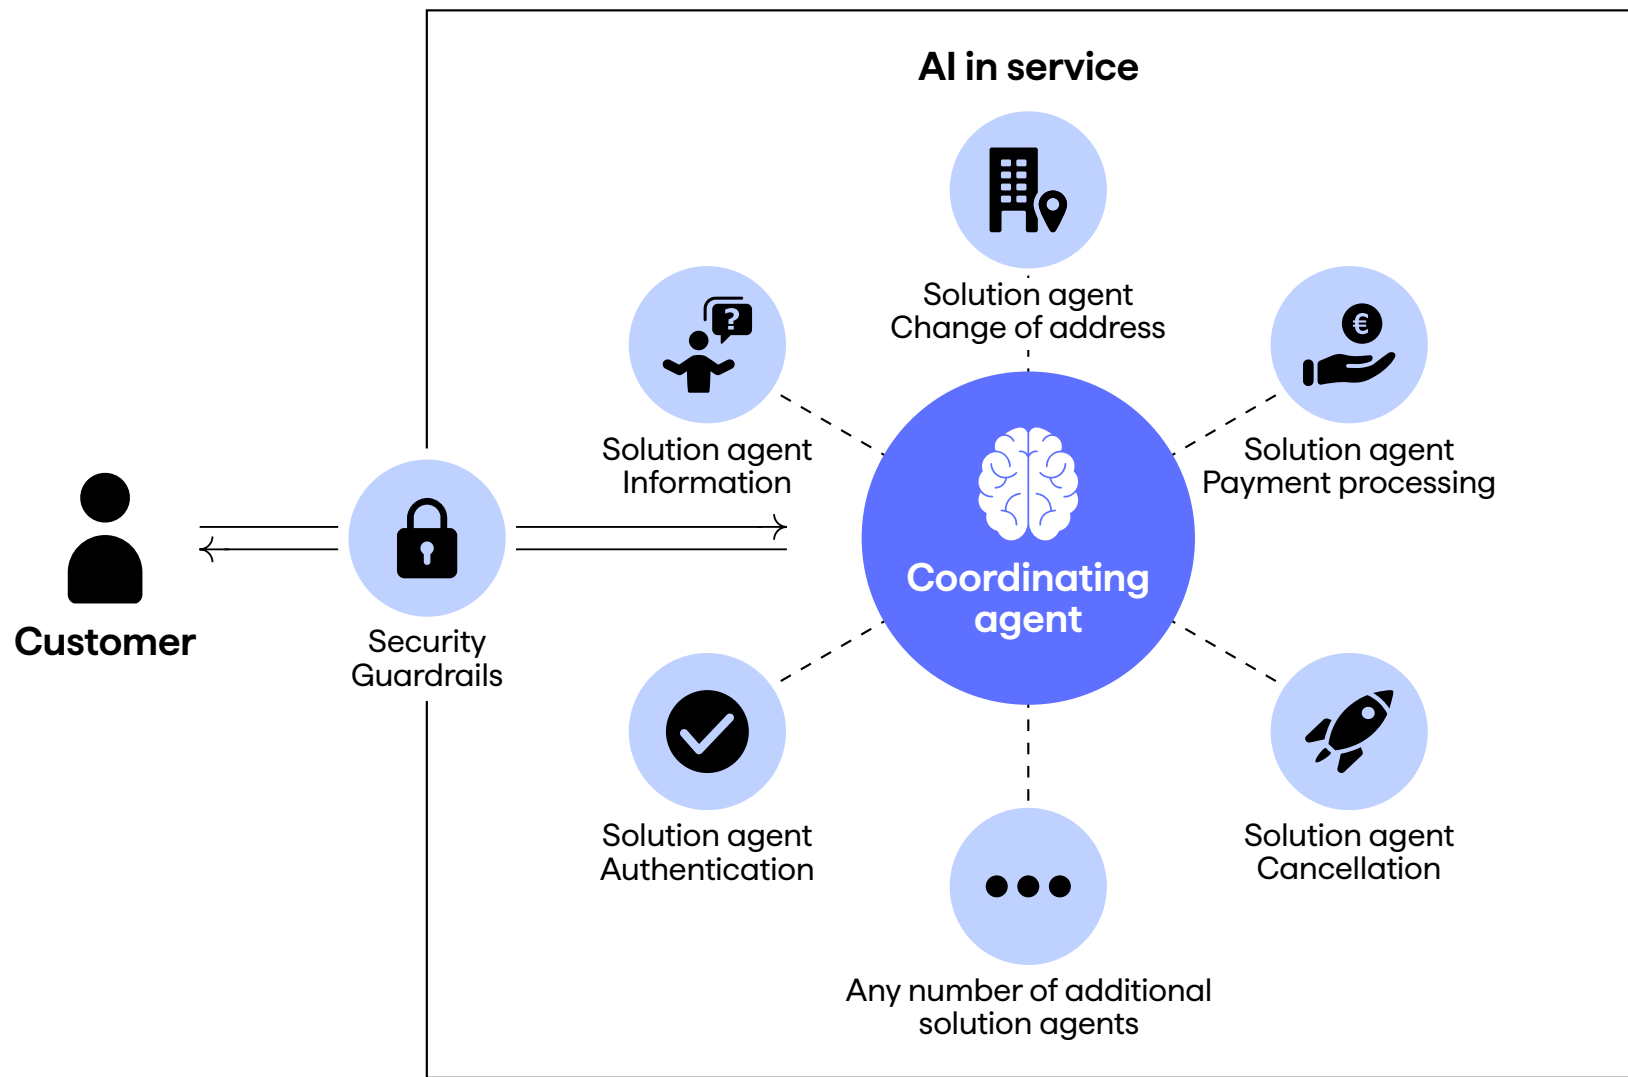 AI in service
Solution agent
Change of address
Solution agent
Information
?
€
Solution agent
Payment processing
Customer
Security
Guardrails
Coordinating
agent
Solution agent
Authentication
Solution agent
Cancellation
Any number of additional
solution agents